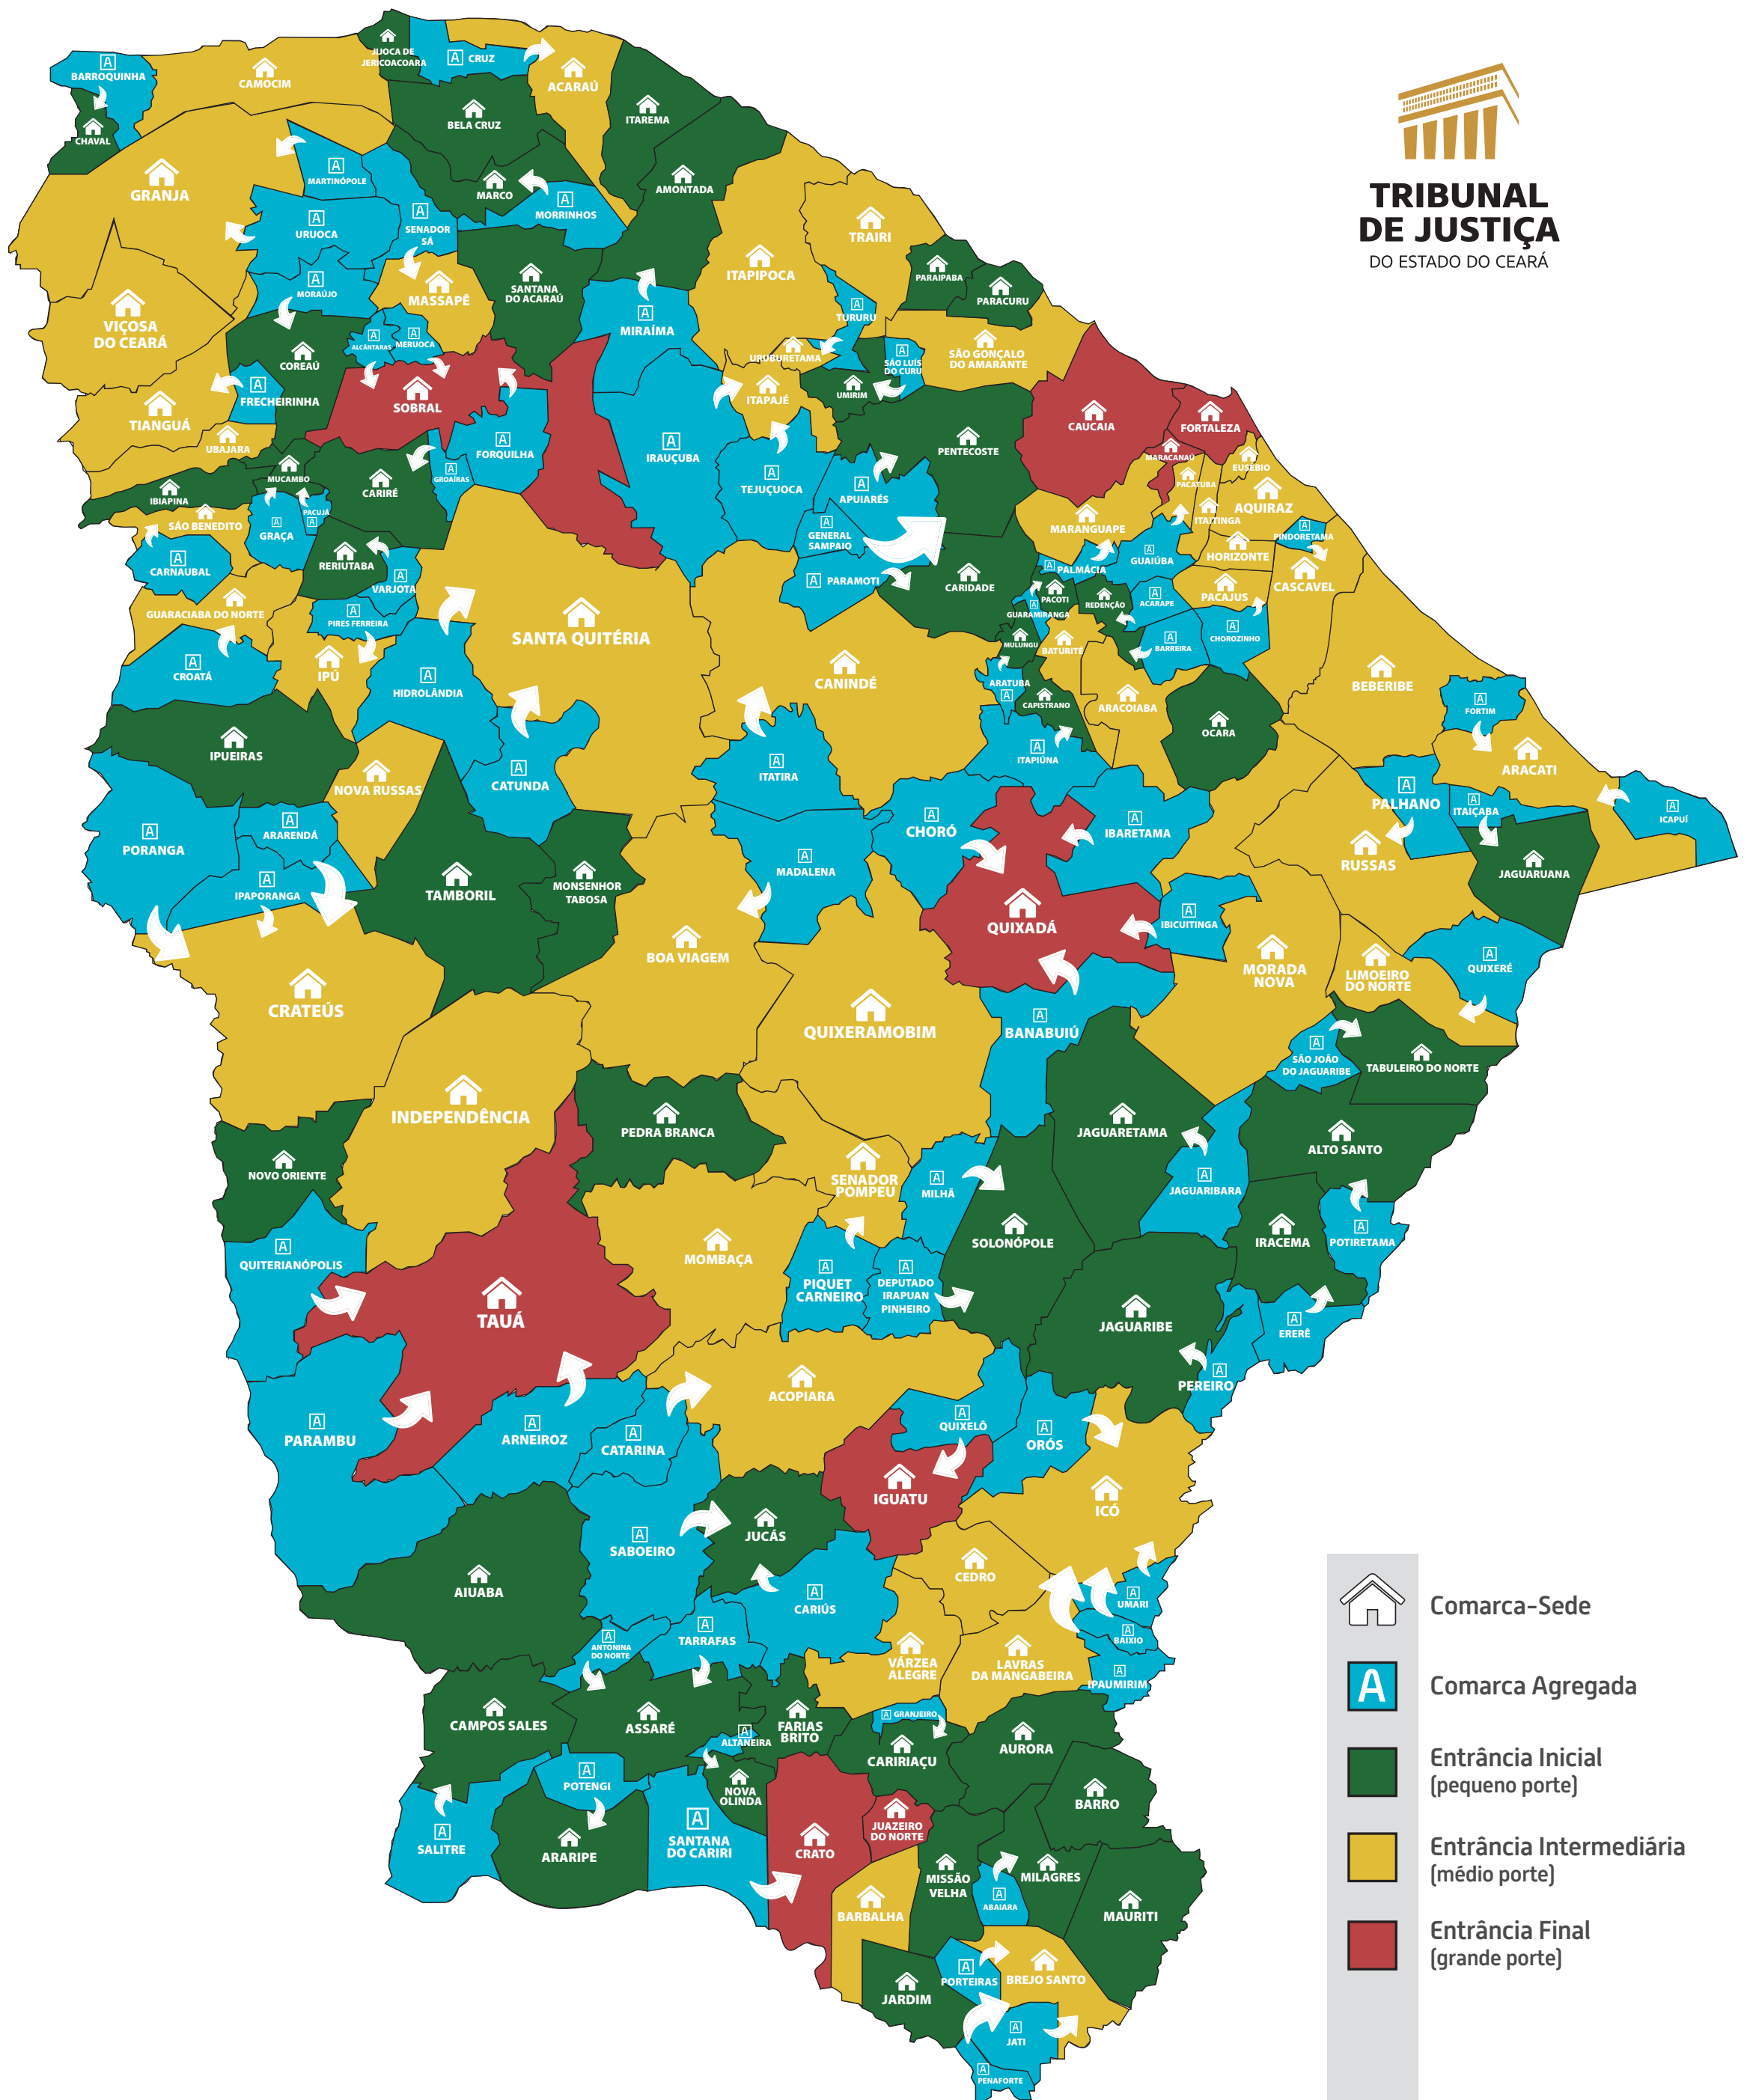 JIJOCA DE
JERICOACOARA
A CRUZ
ACARAÚ
A
BARROQUINHA
CAMOCIM
BELA CRUZ
ITAREMA
CHAVAL
TRIBUNAL
DE JUSTIÇA
DO ESTADO DO CEARÁ
GRANJA
A
MARTINÓPOLE
MARCO
A
MORRINHOS
AMONTADA
A
URUOCA
A
SENADOR
SÁ
TRAIRI
ITAPIPOCA
PARAIPABA
PARACURU
A
MORAÚJO
MASSAPÊ
SANTANA
DO ACARAÚ
VIÇOSA
DO CEARÁ
A
MIRAÍMA
A
TURURU
A
ALCÂNTARAS
A
MERUOCA
COREAÚ
URUBURETAMA
A
SÃO LUÍS
DO CURU
SÃO GONÇALO
DO AMARANTE
A
FRECHEIRINHA
SOBRAL
ITAPAJÉ
UMIRIM
TIANGUÁ
CAUCAIA
FORTALEZA
UBAJARA
A
FORQUILHA
A
IRAUÇUBA
PENTECOSTE
MARACANAÚ
EUSÉBIO
MUCAMBO
CARIRÉ
A
GROAÍRAS
A
TEJUÇUOCA
A
APUIARÉS
PACATUBA
IBIAPINA
AQUIRAZ
SÃO BENEDITO
A
GRAÇA
PACUJÁ
A
A
GENERAL
SAMPAIO
MARANGUAPE
ITAITINGA
A
PINDORETAMA
A
CARNAUBAL
RERIUTABA
A
VARJOTA
A PARAMOTI
CARIDADE
A PALMÁCIA
A
GUAIÚBA
HORIZONTE
CASCAVEL
GUARACIABA DO NORTE
A
PIRES FERREIRA
PACOTI
A
GUARAMIRANGA
REDENÇÃO
A
ACARAPE
PACAJUS
SANTA QUITÉRIA
MULUNGU
BATURITÉ
A
BARREIRA
A
CHOROZINHO
A
CROATÁ
IPÚ
A
HIDROLÂNDIA
CANINDÉ
ARATUBA
A
CAPISTRANO
ARACOIABA
BEBERIBE
A
FORTIM
IPUEIRAS
OCARA
NOVA RUSSAS
A
CATUNDA
A
ITATIRA
A
ITAPIÚNA
ARACATI
A
PORANGA
A
ARARENDÁ
A
CHORÓ
A
IBARETAMA
A
PALHANO
A
ITAIÇABA
A
ICAPUÍ
A
IPAPORANGA
TAMBORIL
MONSENHOR
TABOSA
A
MADALENA
RUSSAS
JAGUARUANA
QUIXADÁ
A
IBICUITINGA
BOA VIAGEM
MORADA
NOVA
LIMOEIRO
DO NORTE
A
QUIXERÉ
CRATEÚS
QUIXERAMOBIM
A
BANABUIÚ
A
SÃO JOÃO
DO JAGUARIBE
TABULEIRO DO NORTE
INDEPENDÊNCIA
PEDRA BRANCA
JAGUARETAMA
ALTO SANTO
NOVO ORIENTE
SENADOR
POMPEU
A
MILHÃ
A
JAGUARIBARA
A
QUITERIANÓPOLIS
MOMBAÇA
SOLONÓPOLE
IRACEMA
A
POTIRETAMA
A
PIQUET
CARNEIRO
A
DEPUTADO
IRAPUAN
PINHEIRO
TAUÁ
JAGUARIBE
A
ERERÊ
A
PEREIRO
ACOPIARA
A
PARAMBU
A
ARNEIROZ
A
CATARINA
A
QUIXELÔ
A
ORÓS
IGUATU
ICÓ
A
SABOEIRO
JUCÁS
AIUABA
CEDRO
A
CARIÚS
A
UMARI
A
BAIXIO
A
ANTONINA
DO NORTE
A
TARRAFAS
VÁRZEA
ALEGRE
LAVRAS
DA MANGABEIRA
A
IPAUMIRIM
CAMPOS SALES
ASSARÉ
FARIAS
BRITO
A GRANJEIRO
A
ALTANEIRA
CARIRIAÇU
AURORA
A
POTENGI
NOVA
OLINDA
BARRO
A
SALITRE
ARARIPE
A
SANTANA
DO CARIRI
CRATO
JUAZEIRO
DO NORTE
MISSÃO
VELHA
MILAGRES
A
ABAIARA
BARBALHA
MAURITI
A
PORTEIRAS
BREJO SANTO
JARDIM
A
JATI
A
PENAFORTE
Comarca-Sede
A Comarca Agregada
Entrância Inicial
(pequeno porte)
Entrância Intermediária
(médio porte)
Entrância Final
(grande porte)